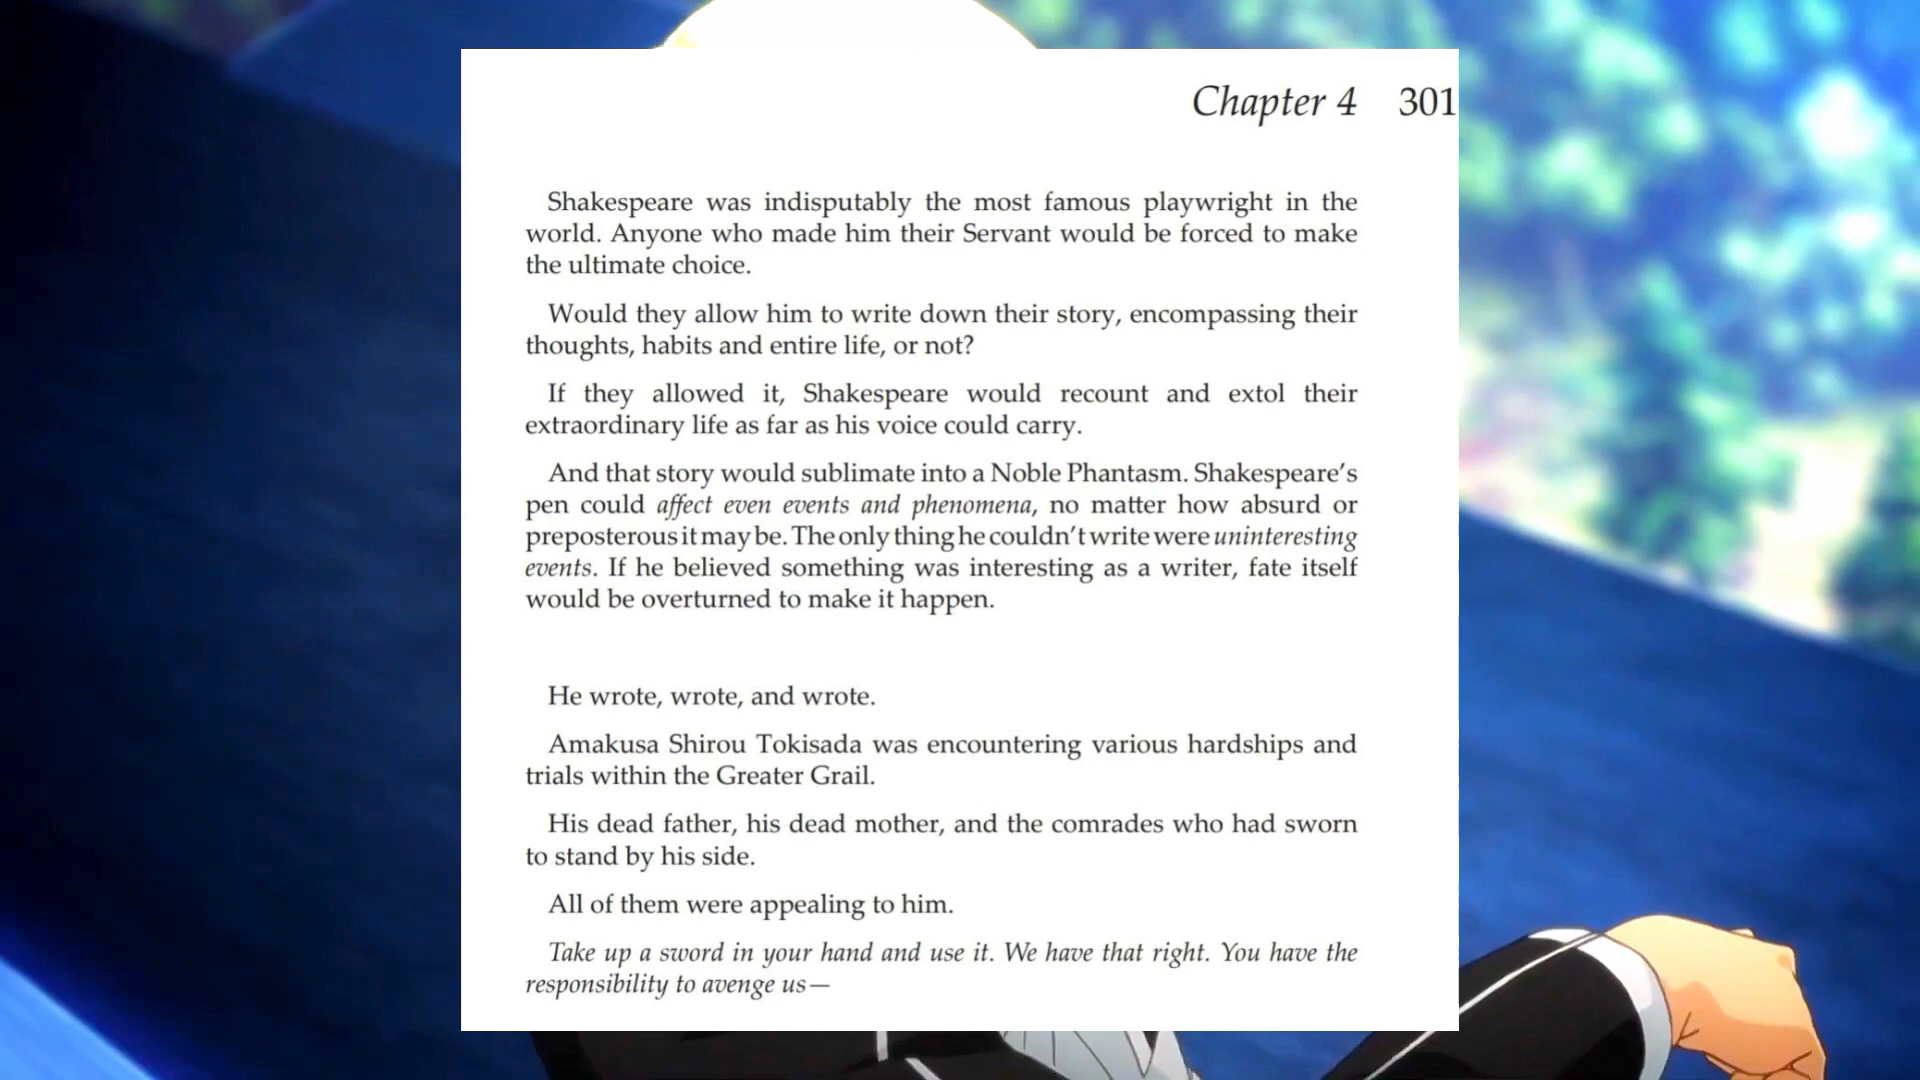 Chapter 4 301
Shakespeare was indisputably the most famous playwright in the
world. Anyone who made him their Servant would be forced to make
the ultimate choice.
Would they allow him to write down their story, encompassing their
thoughts, habits and entire life, or not?
If they allowed it, Shakespeare would recount and extol their
extraordinary life as far as his voice could carry.
And that story would sublimate into a Noble Phantasm. Shakespeare’s
pen could affect even events and phenomena, no matter how absurd or
preposterous it may be. The only thing he couldn’t write were uninteresting
events. If he believed something was interesting as a writer, fate itself
would be overturned to make it happen.
He wrote, wrote, and wrote.
Amakusa Shirou Tokisada was encountering various hardships and
trials within the Greater Grail.
His dead father, his dead mother, and the comrades who had sworn
to stand by his side.
All of them were appealing to him.
Take up a sword in your hand and use it. We have that right. You have the
responsibility to avenge us—